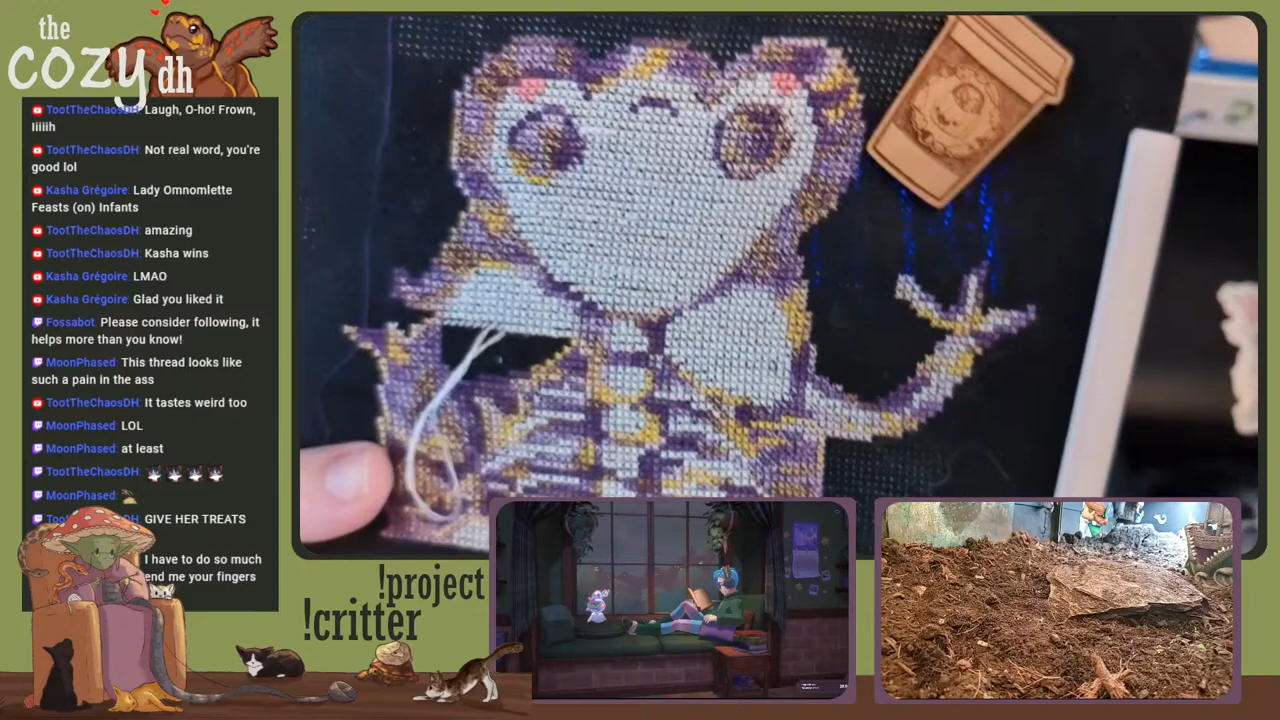 the
cozy dh
TootTheChaosDH: Laugh, O-ho! Frown,
Iiiiih
TootTheChaosDH: Not real word, you're
good lol
Kasha Grégoire: Lady Omnomlette
Feasts (on) Infants
TootTheChaosDH: amazing
TootTheChaosDH: Kasha wins
Kasha Grégoire: LMAO
Kasha Grégoire: Glad you liked it
Fossabot: Please consider following, it
helps more than you know!
MoonPhased: This thread looks like
such a pain in the ass
TootTheChaosDH: It tastes weird too
MoonPhased: LOL
MoonPhased: at least
TootTheChaosDH:
MoonPhased:
GIVE HER TREATS
I have to do so much
end me your fingers
!project
!critter